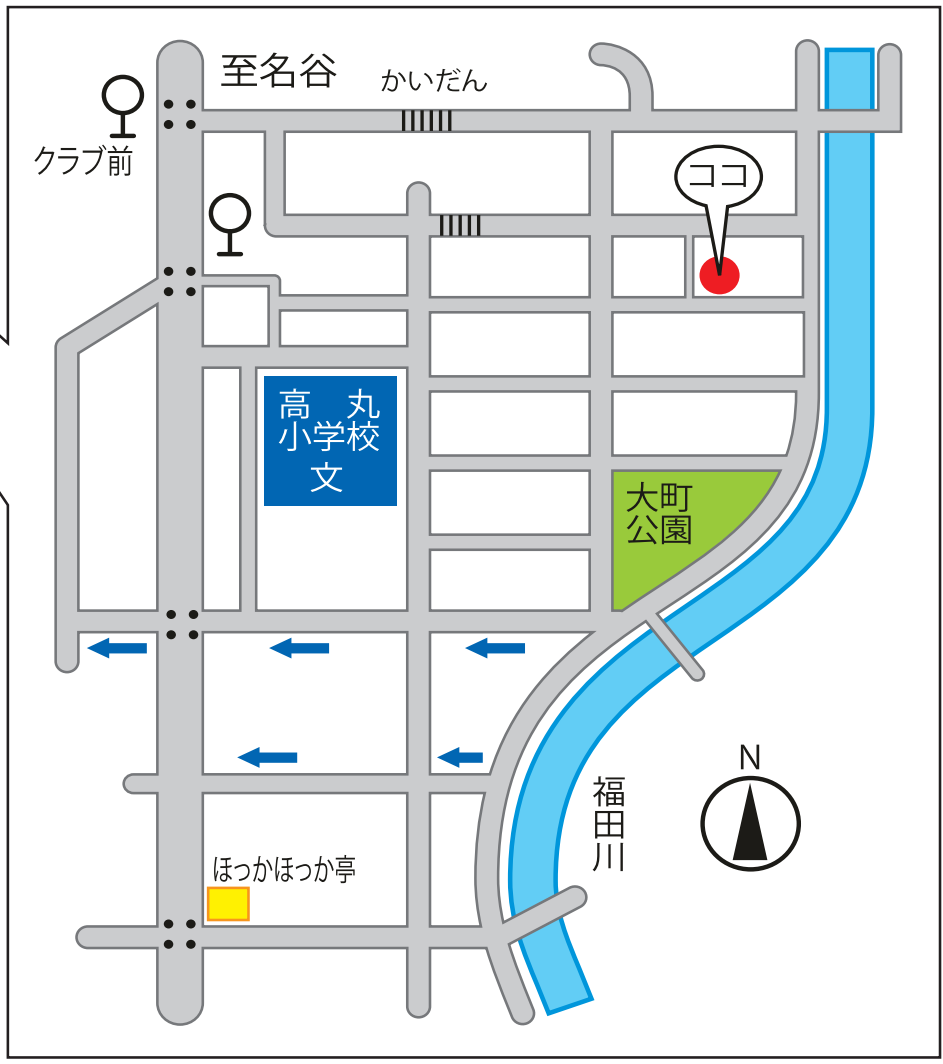 至名谷
かいだん
クラブ前
ココ
高 丸
小学校
文
大町
公園
N
福田川
ほっかほっか亭